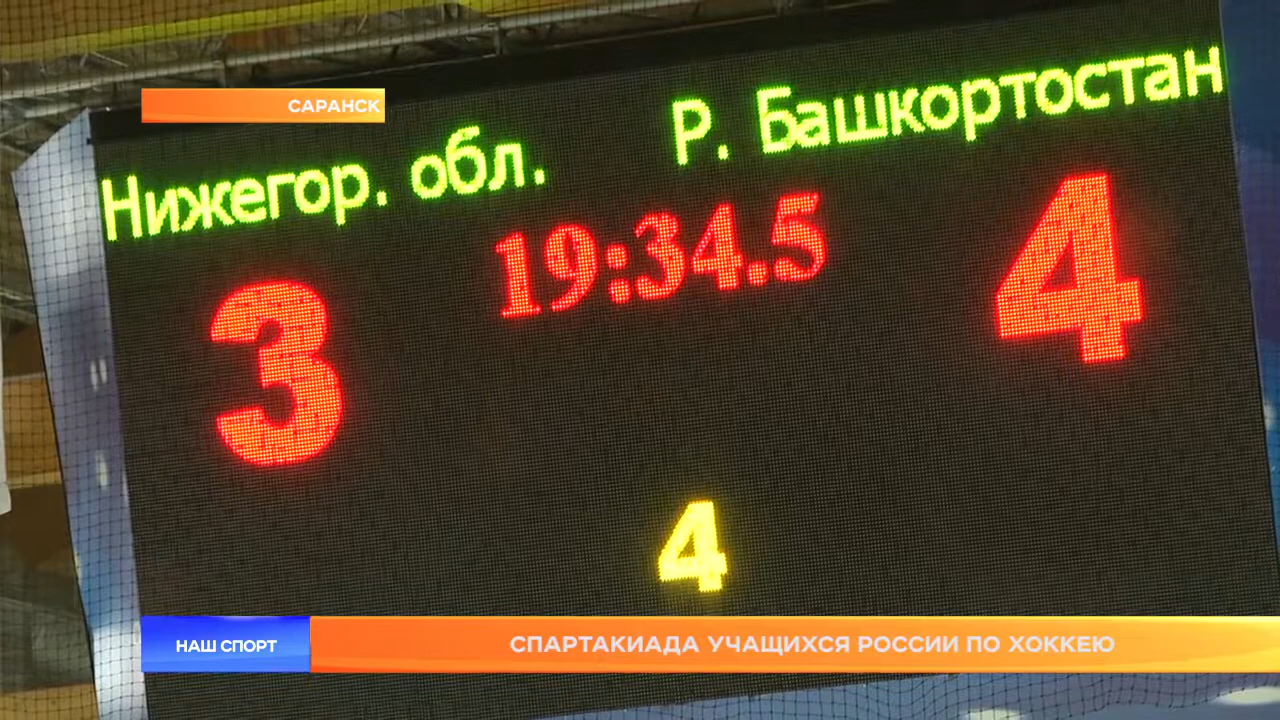 САРАНСК
Нижегор. обл. Р. Башкортостан
19:34.5
3 4
4
НАШ СПОРТ СПАРТАКИАДА УЧАЩИХСЯ РОССИИ ПО ХОККЕЮ